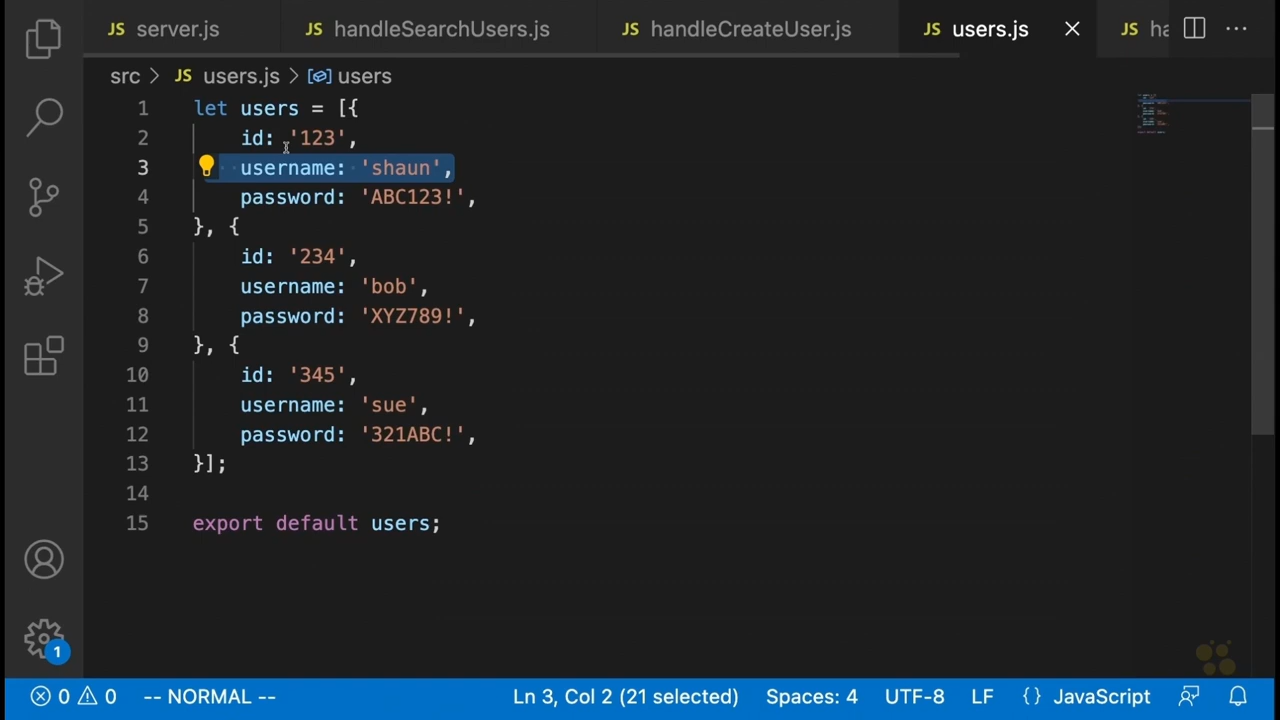 JS server.js JS handleSearchUsers.js JS handleCreateUser.js JS users.js JS ha
src > JS users.js > users
1 let users = [{
2 id: '123',
3 username: 'shaun',
4 password: 'ABC123!',
5 }, {
6 id: '234',
7 username: 'bob',
8 password: 'XYZ789!',
9 }, {
10 id: '345',
11 username: 'sue',
12 password: '321ABC!',
13 }];
14
15 export default users;
1
0 0 -- NORMAL -- Ln 3, Col 2 (21 selected) Spaces: 4 UTF-8 LF {} JavaScript